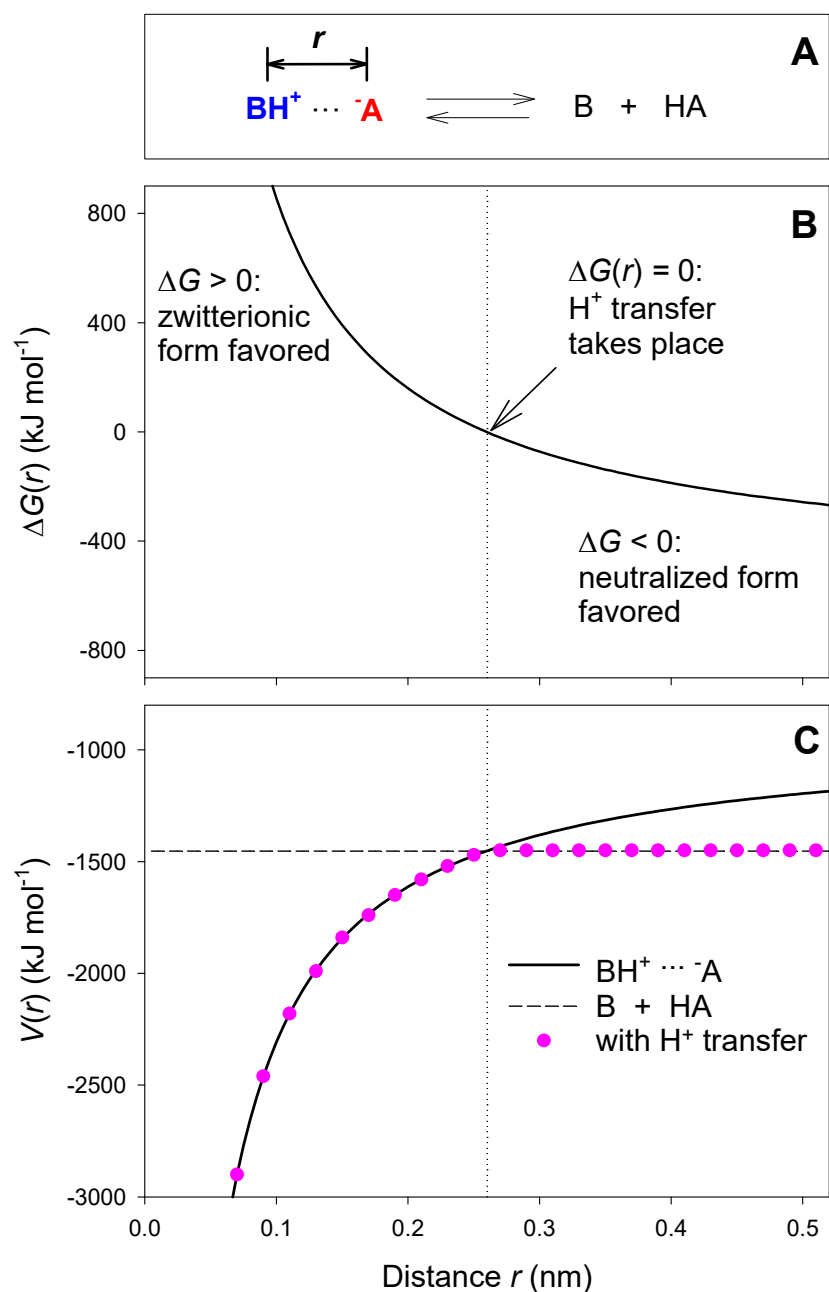 A
r
BH⁺ ··· ⁻A B + HA
B
800
400
0
-400
-800
ΔG(r) (kJ mol⁻¹)
ΔG > 0:
zwitterionic
form favored
ΔG(r) = 0:
H⁺ transfer
takes place
ΔG < 0:
neutralized form
favored
C
-1000
-1500
-2000
-2500
-3000
V(r) (kJ mol⁻¹)
BH⁺ ··· ⁻A
B + HA
with H⁺ transfer
0.0 0.1 0.2 0.3 0.4 0.5
Distance r (nm)